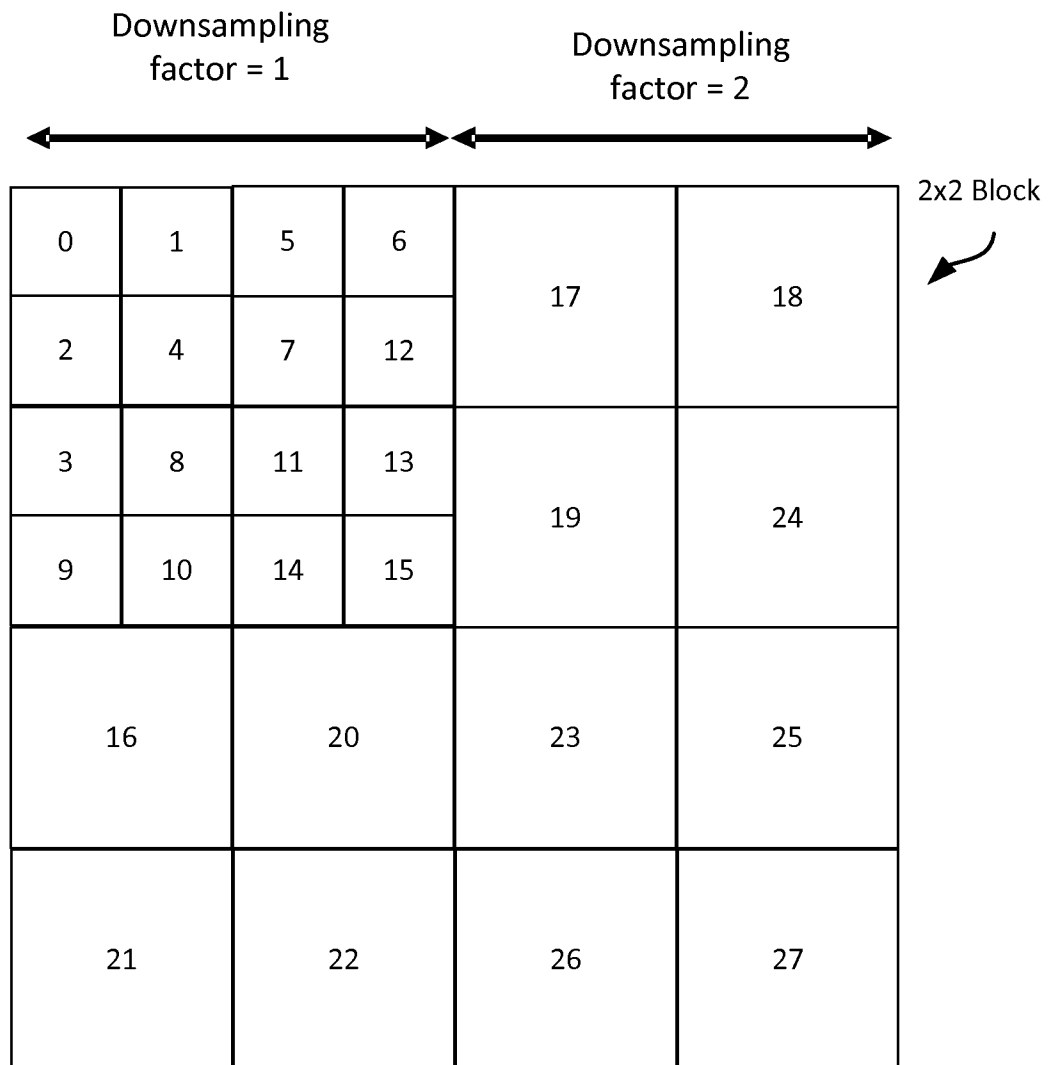 Downsampling
factor = 1
Downsampling
factor = 2
2x2 Block
0 1 5 6
17 18
2 4 7 12
3 8 11 13
19 24
9 10 14 15
16 20 23 25
21 22 26 27